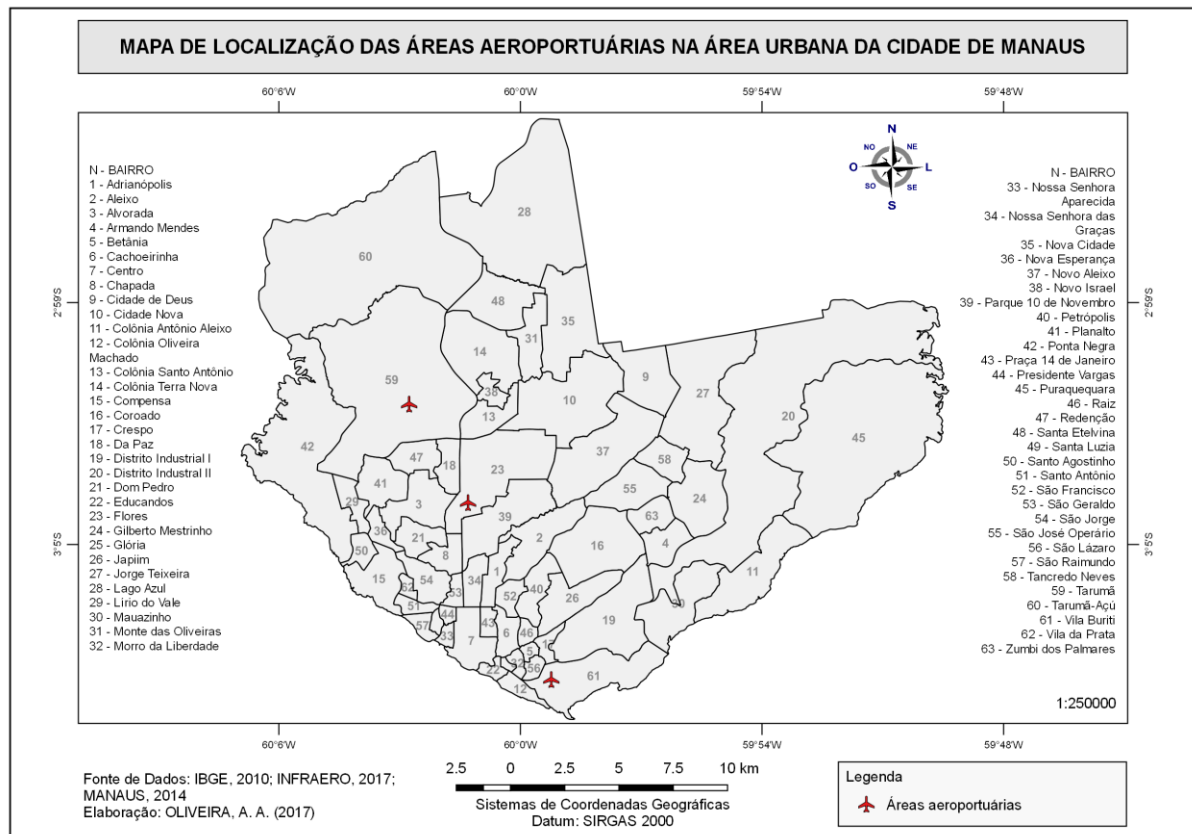 MAPA DE LOCALIZAÇÃO DAS ÁREAS AEROPORTUÁRIAS NA ÁREA URBANA DA CIDADE DE MANAUS
60°6'W
60°0'W
59°54'W
59°48'W
N - BAIRRO
1 - Adrianópolis
2 - Aleixo
3 - Alvorada
4 - Armando Mendes
5 - Betânia
6 - Cachoeirinha
7 - Centro
8 - Chapada
9 - Cidade de Deus
10 - Cidade Nova
11 - Colônia Antônio Aleixo
12 - Colônia Oliveira
Machado
13 - Colônia Santo Antônio
14 - Colônia Terra Nova
15 - Compensa
16 - Coroado
17 - Crespo
18 - Da Paz
19 - Distrito Industrial I
20 - Distrito Industral II
21 - Dom Pedro
22 - Educandos
23 - Flores
24 - Gilberto Mestrinho
25 - Glória
26 - Japiim
27 - Jorge Teixeira
28 - Lago Azul
29 - Lírio do Vale
30 - Mauazinho
31 - Monte das Oliveiras
32 - Morro da Liberdade
N
NE
L
SE
S
SO
O
NO
N - BAIRRO
33 - Nossa Senhora
Aparecida
34 - Nossa Senhora das
Graças
35 - Nova Cidade
36 - Nova Esperança
37 - Novo Aleixo
38 - Novo Israel
39 - Parque 10 de Novembro
40 - Petrópolis
41 - Planalto
42 - Ponta Negra
43 - Praça 14 de Janeiro
44 - Presidente Vargas
45 - Puraquequara
46 - Raiz
47 - Redenção
48 - Santa Etelvina
49 - Santa Luzia
50 - Santo Agostinho
51 - Santo Antônio
52 - São Francisco
53 - São Geraldo
54 - São Jorge
55 - São José Operário
56 - São Lázaro
57 - São Raimundo
58 - Tancredo Neves
59 - Tarumã
60 - Tarumã-Açú
61 - Vila Buriti
62 - Vila da Prata
63 - Zumbi dos Palmares
2°59'S
2°59'S
3°5'S
3°5'S
28
60
48
35
31
14
59
38
9
27
10
13
20
45
42
47
18
23
37
58
41
3
55
24
29
39
63
36
21
2
4
50
8
16
11
15
54
34
1
62
53
52
40
26
30
51
44
43
19
57
33
7
6
46
17
5
22
32
56
61
12
1:250000
60°6'W
60°0'W
59°54'W
59°48'W
Fonte de Dados: IBGE, 2010; INFRAERO, 2017;
MANAUS, 2014
Elaboração: OLIVEIRA, A. A. (2017)
2.5 0 2.5 5 7.5 10 km
Sistemas de Coordenadas Geográficas
Datum: SIRGAS 2000
Legenda
Áreas aeroportuárias